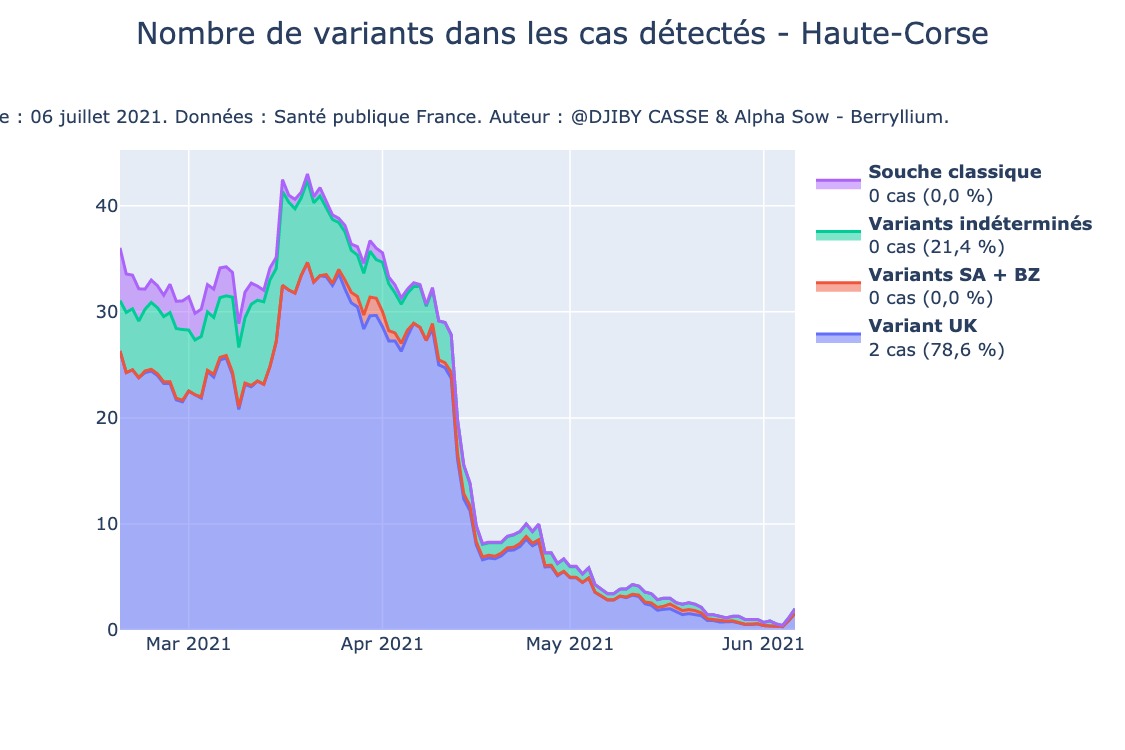 Nombre de variants dans les cas détectés - Haute-Corse
e : 06 juillet 2021. Données : Santé publique France. Auteur : @DJIBY CASSE & Alpha Sow - Berryllium.
Souche classique
0 cas (0,0 %)
Variants indéterminés
0 cas (21,4 %)
Variants SA + BZ
0 cas (0,0 %)
Variant UK
2 cas (78,6 %)
40
30
20
10
0
Mar 2021
Apr 2021
May 2021
Jun 2021